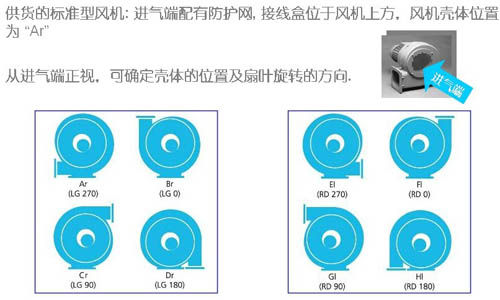 供货的标准型风机: 进气端配有防护网, 接线盒位于风机上方，风机壳体位置
为 “Ar”
从进气端正视，可确定壳体的位置及扇叶旋转的方向.
进气端
Ar
(LG 270)
Br
(LG 0)
Cr
(LG 90)
Dr
(LG 180)
El
(RD 270)
Fl
(RD 0)
Gl
(RD 90)
Hl
(RD 180)